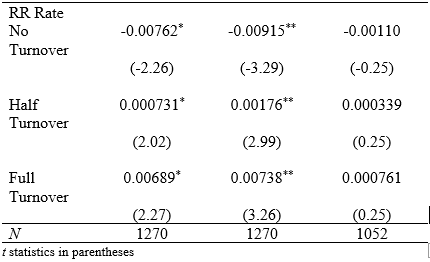 RR Rate
No Turnover -0.00762* -0.00915** -0.00110
(-2.26) (-3.29) (-0.25)
Half Turnover 0.000731* 0.00176** 0.000339
(2.02) (2.99) (0.25)
Full Turnover 0.00689* 0.00738** 0.000761
(2.27) (3.26) (0.25)
N 1270 1270 1052
t statistics in parentheses